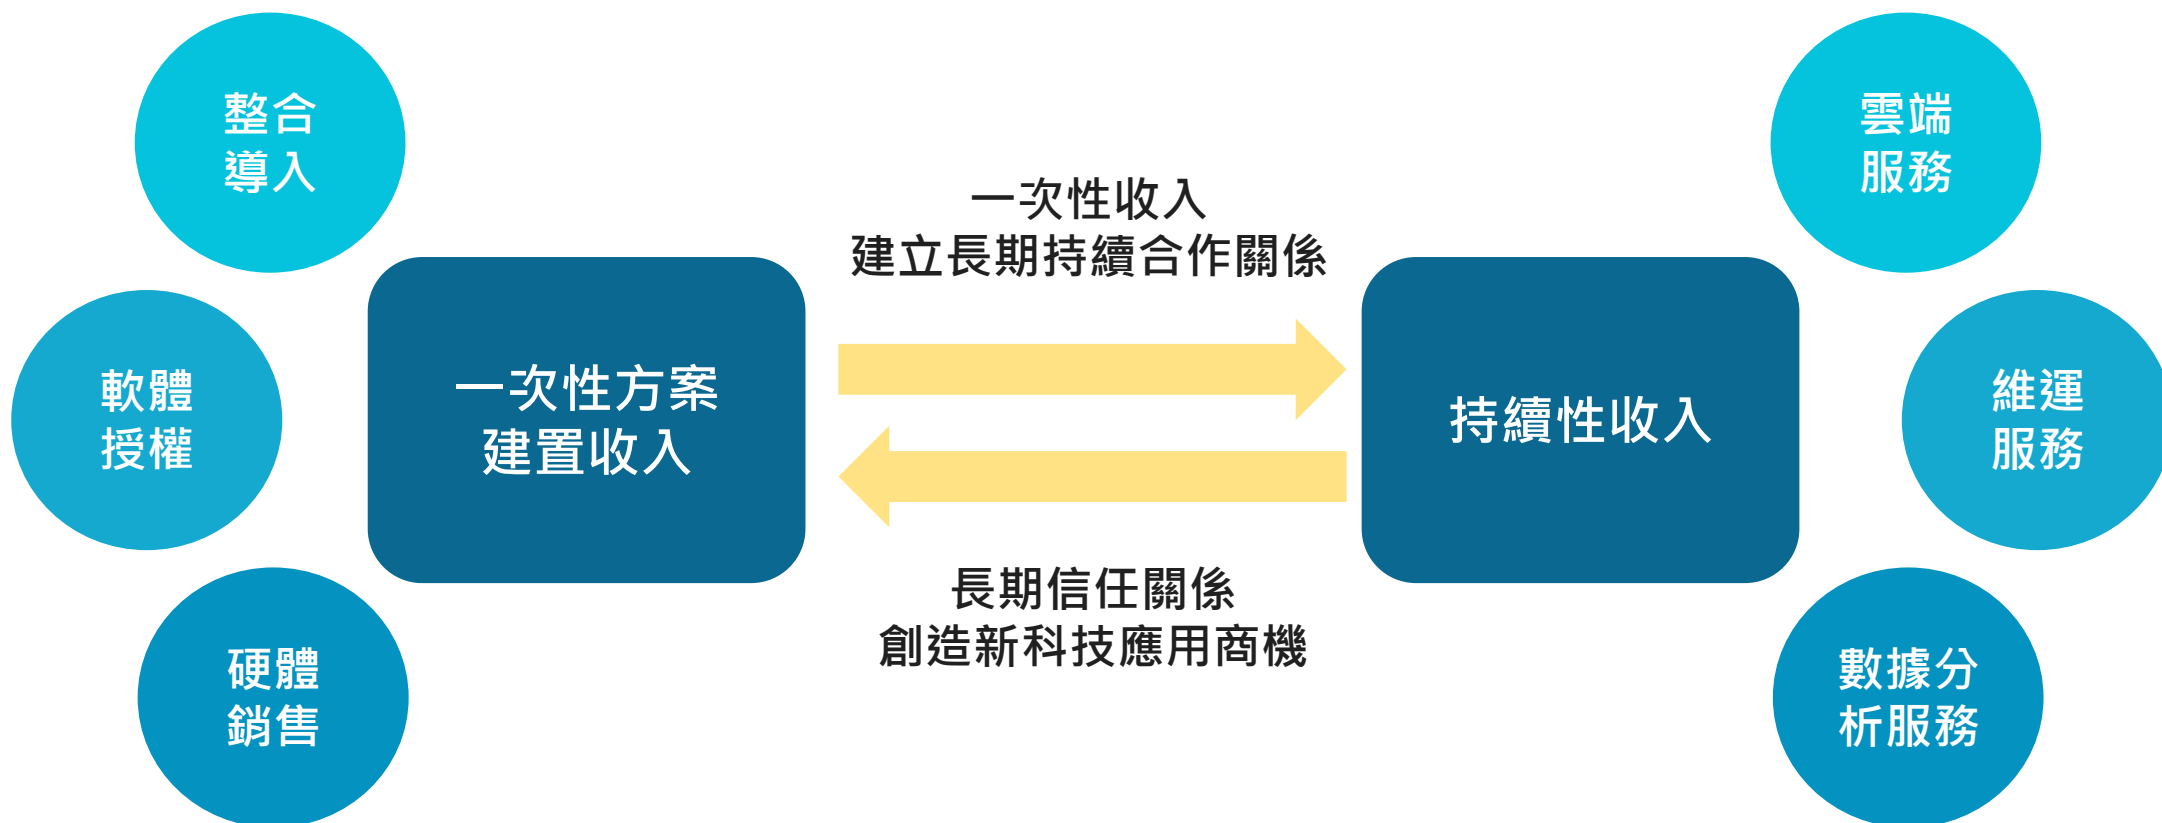 整合
導入
軟體
授權
硬體
銷售
一次性方案
建置收入
一次性收入
建立長期持續合作關係
長期信任關係
創造新科技應用商機
持續性收入
雲端
服務
維運
服務
數據分
析服務